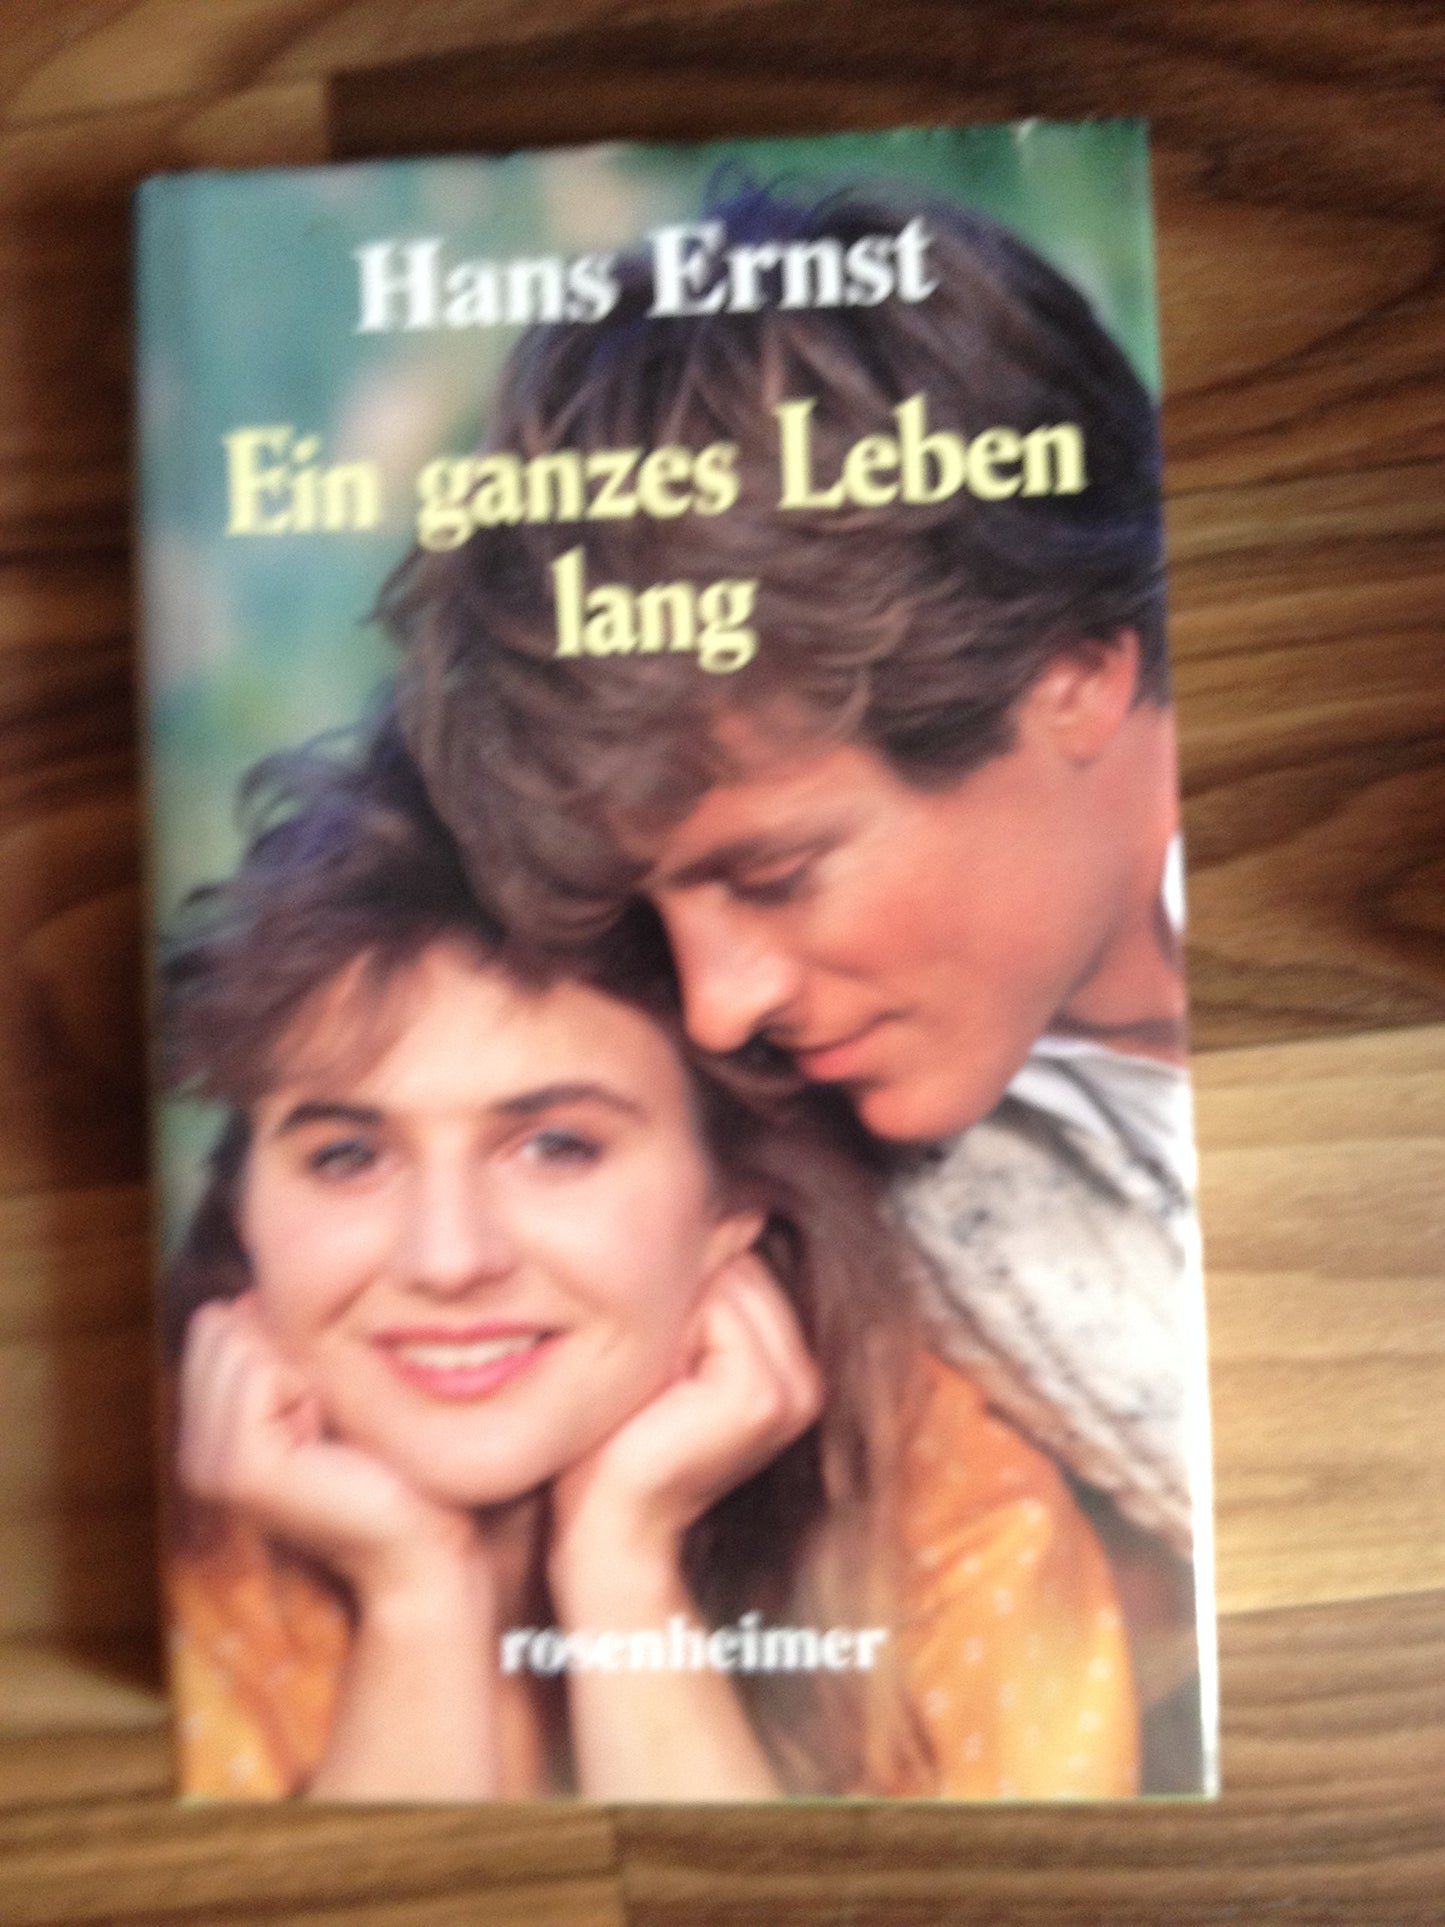 Hans Ernst
Ein ganzes Leben
lang
rosenheimer